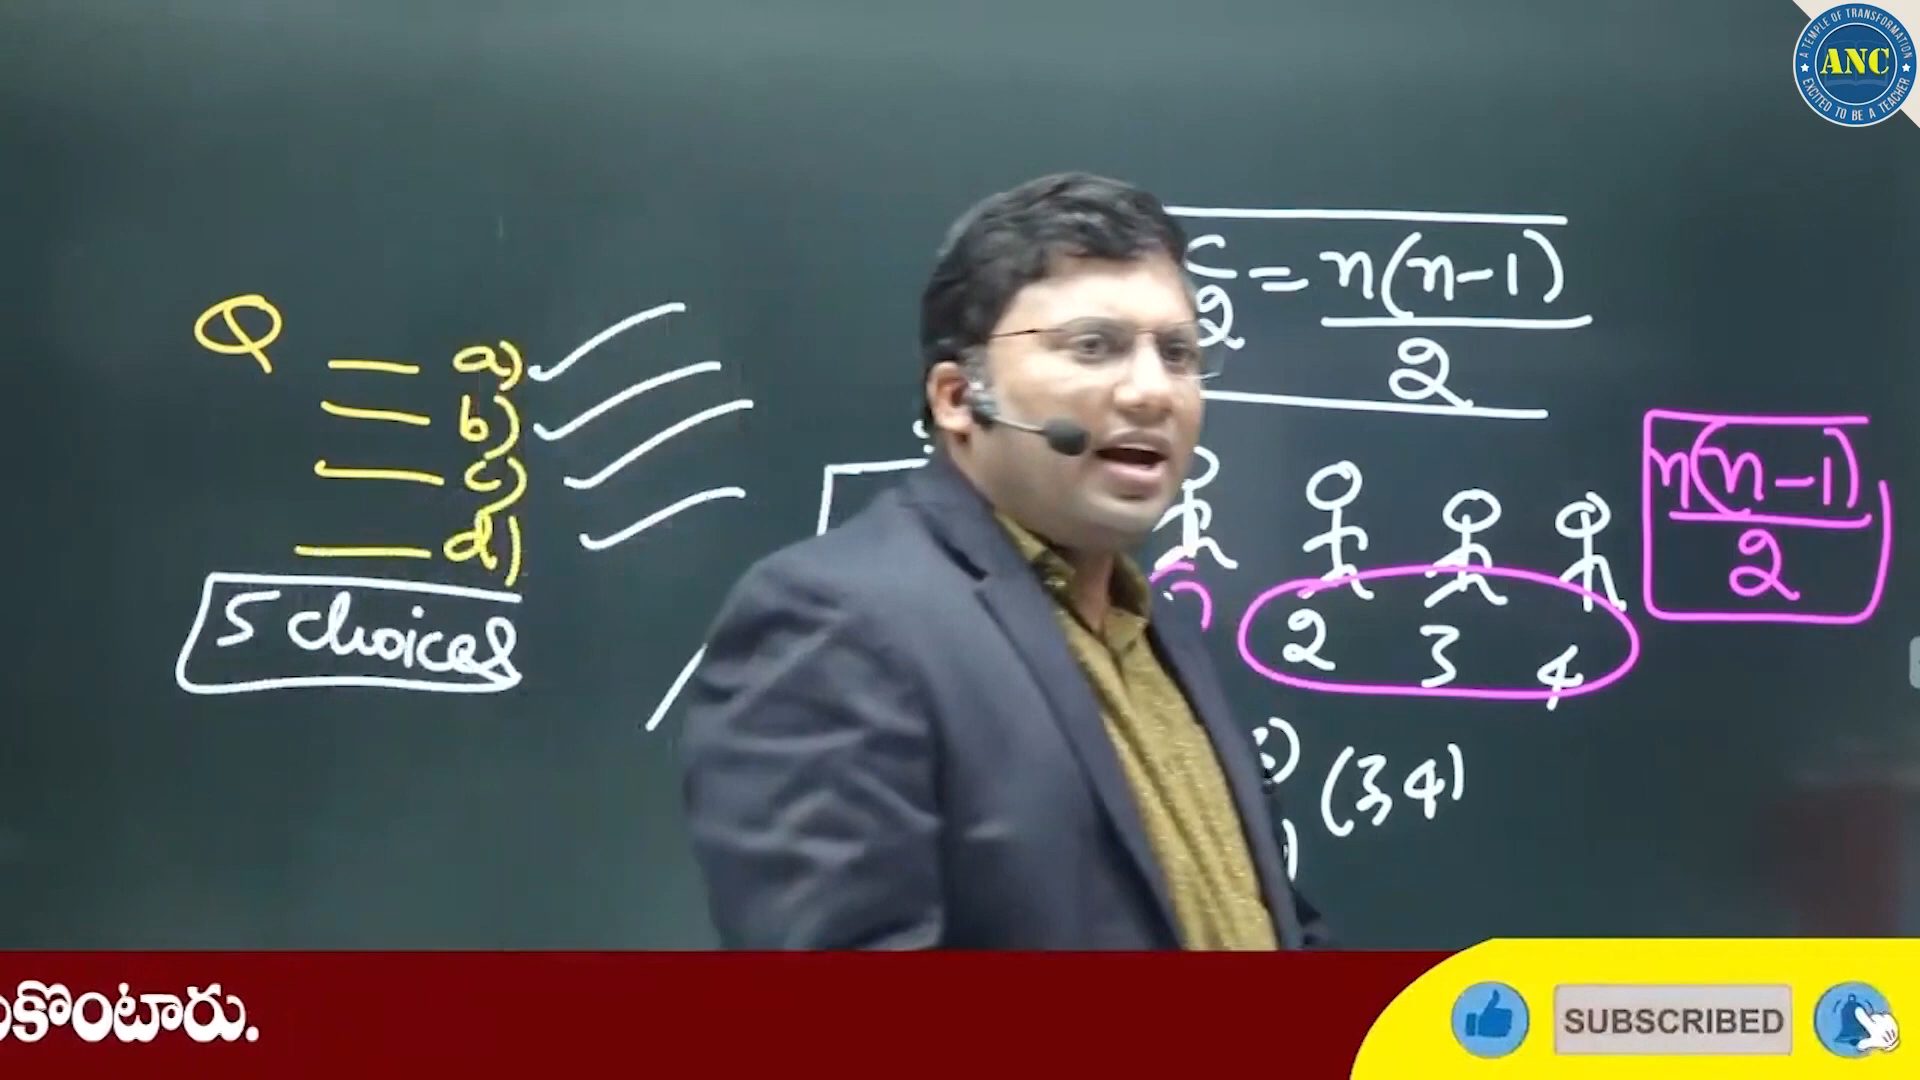 A TEMPLE OF TRANSFORMATION
ANC
EXCITED TO BE A TEACHER
Q
a)
b)
c)
d)
5 choices
C
2
= n(n-1)
2
n(n-1)
2
2 3 4
(3,4)
కొంటారు.
SUBSCRIBED